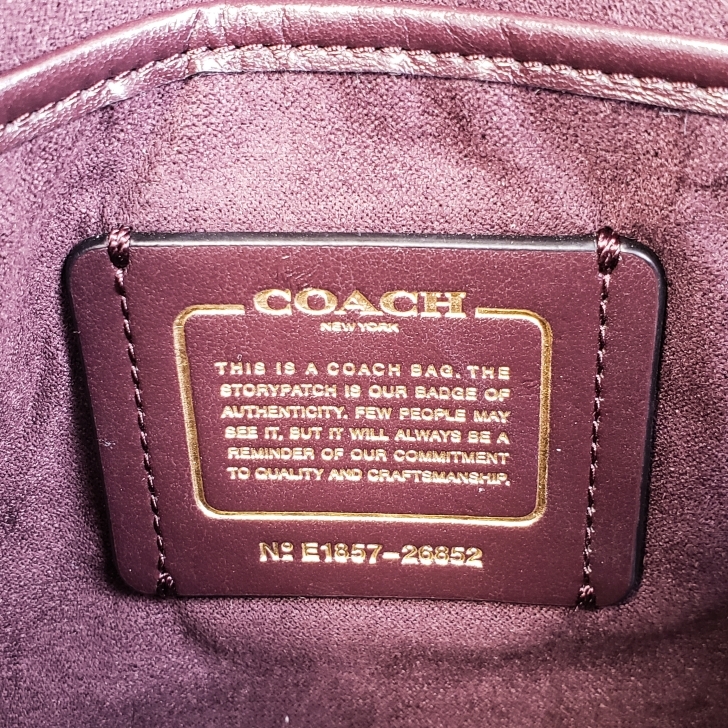 COACH
NEW YORK
THIS IS A COACH BAG. THE
STORYPATCH IS OUR BADGE OF
AUTHENTICITY. FEW PEOPLE MAY
SEE IT, BUT IT WILL ALWAYS BE A
REMINDER OF OUR COMMITMENT
TO QUALITY AND CRAFTSMANSHIP.
Nº E1857-26852